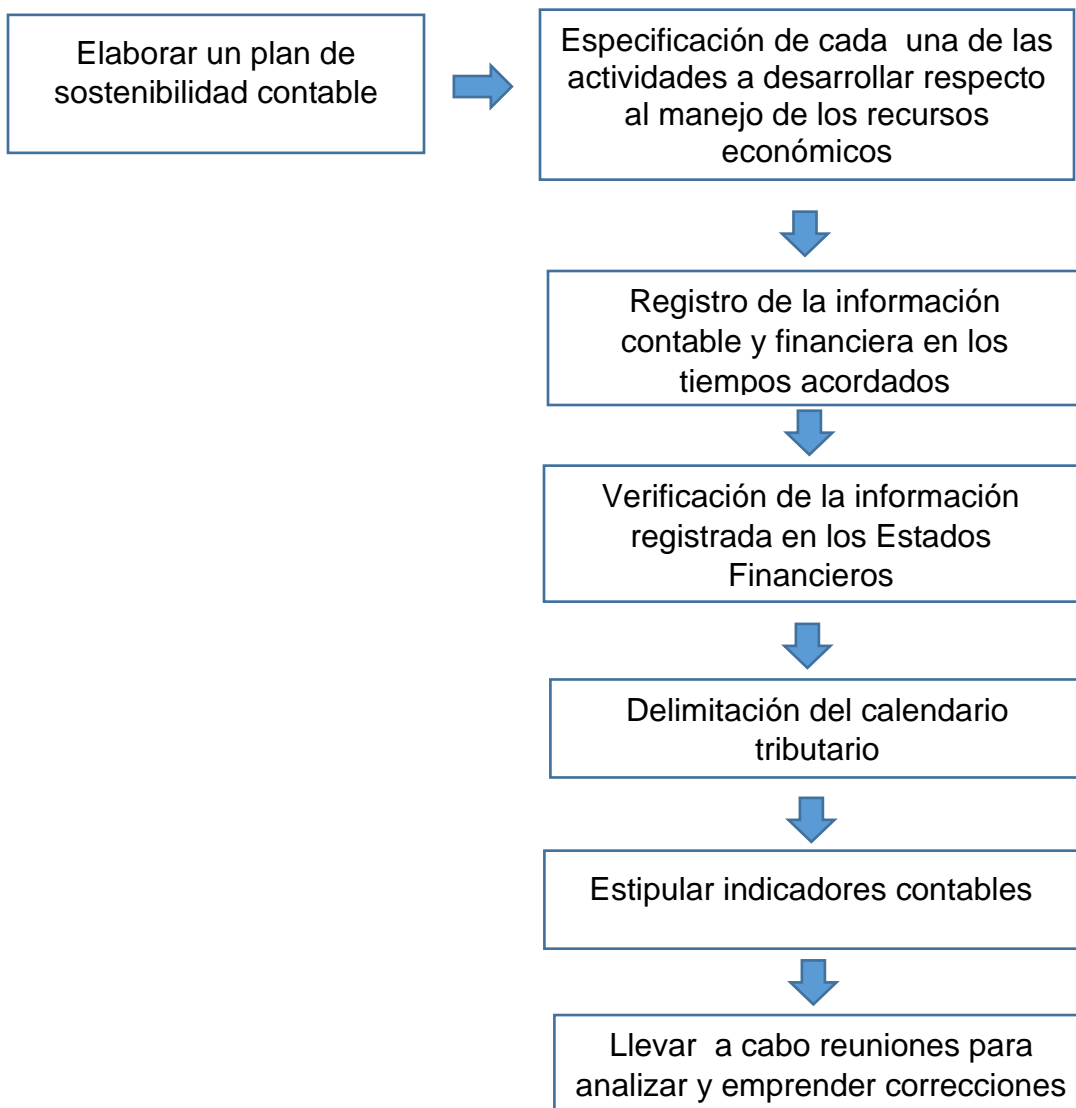 Elaborar un plan de
sostenibilidad contable
Especificación de cada  una de las
actividades a desarrollar respecto
al manejo de los recursos
económicos
Registro de la información
contable y financiera en los
tiempos acordados
Verificación de la información
registrada en los Estados
Financieros
Delimitación del calendario
tributario
Estipular indicadores contables
Llevar  a cabo reuniones para
analizar y emprender correcciones